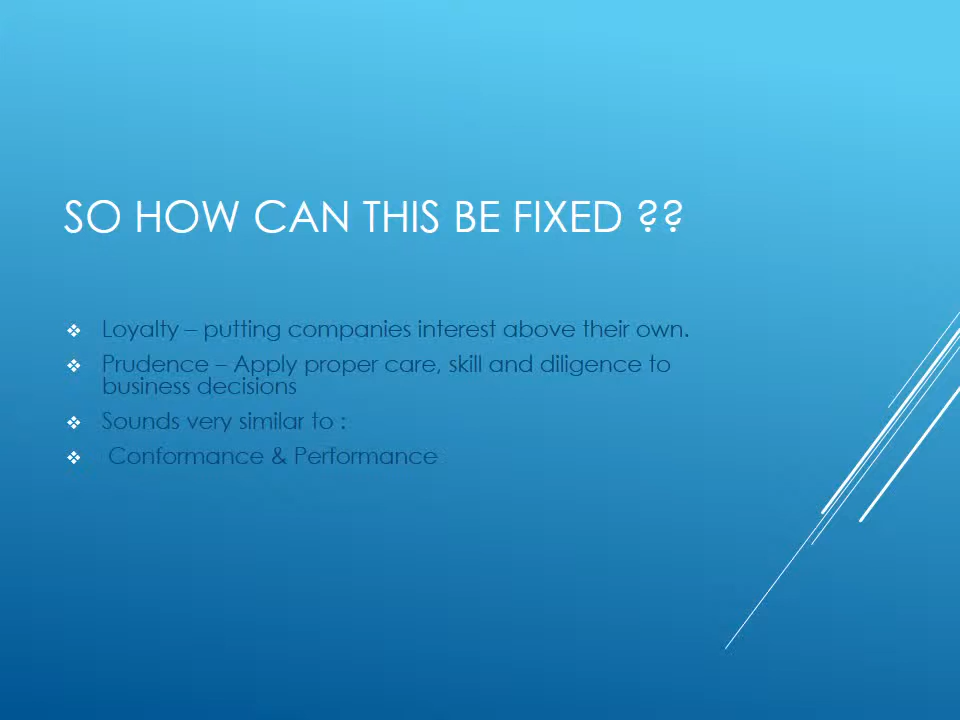 SO HOW CAN THIS BE FIXED ??
❖ Loyalty – putting companies interest above their own.
❖ Prudence – Apply proper care, skill and diligence to
business decisions
❖ Sounds very similar to :
❖ Conformance & Performance